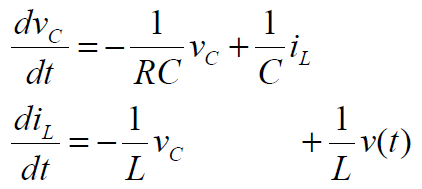 dv_C/dt = -1/RC v_C + 1/C i_L
di_L/dt = -1/L v_C + 1/L v(t)